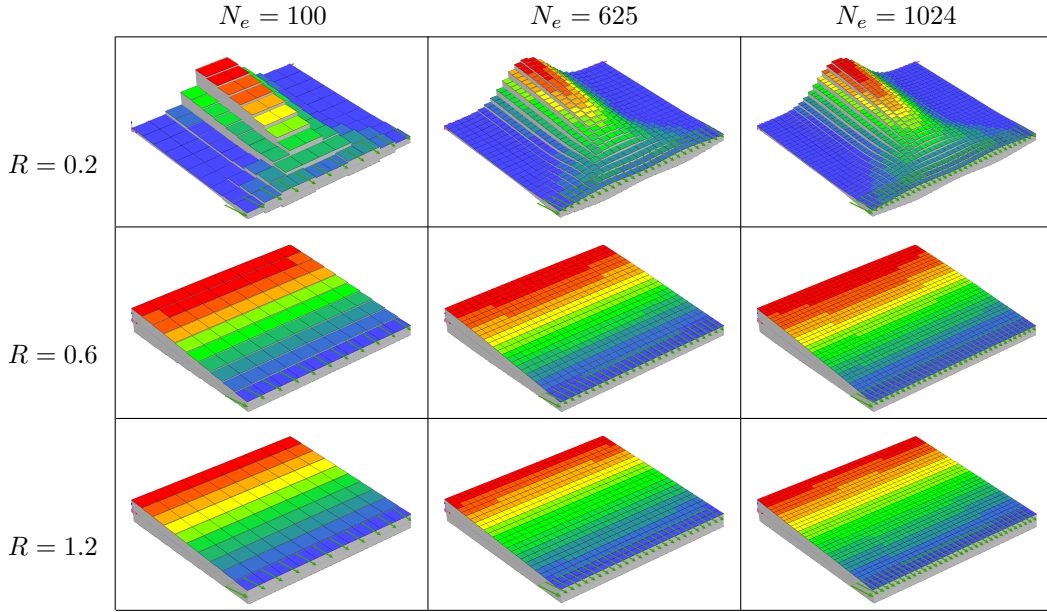 N_e = 100 N_e = 625 N_e = 1024
R = 0.2
R = 0.6
R = 1.2